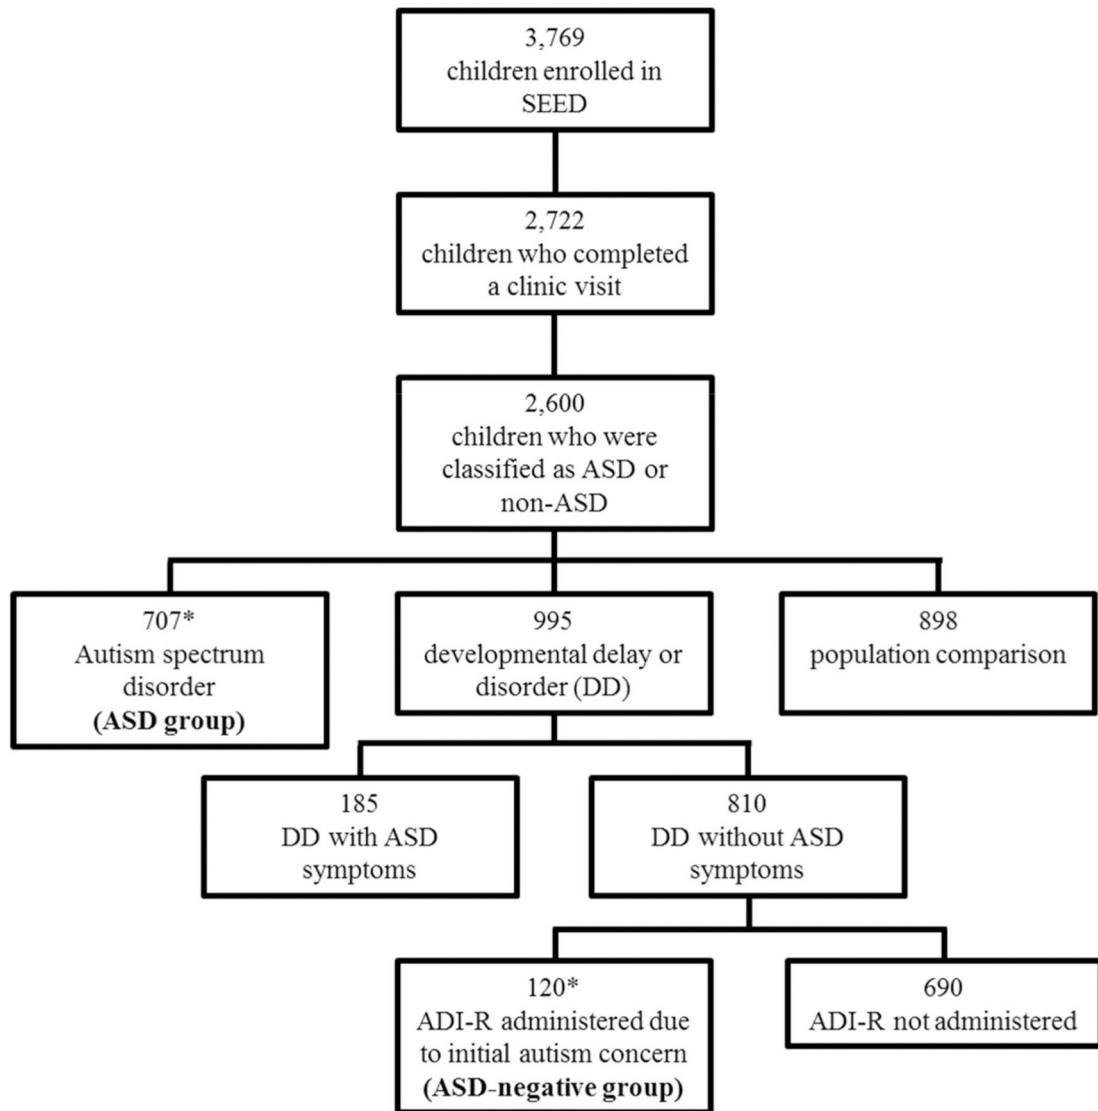 3,769
children enrolled in
SEED
2,722
children who completed
a clinic visit
2,600
children who were
classified as ASD or
non-ASD
707*
Autism spectrum
disorder
(ASD group)
995
developmental delay or
disorder (DD)
898
population comparison
185
DD with ASD
symptoms
810
DD without ASD
symptoms
120*
ADI-R administered due
to initial autism concern
(ASD-negative group)
690
ADI-R not administered